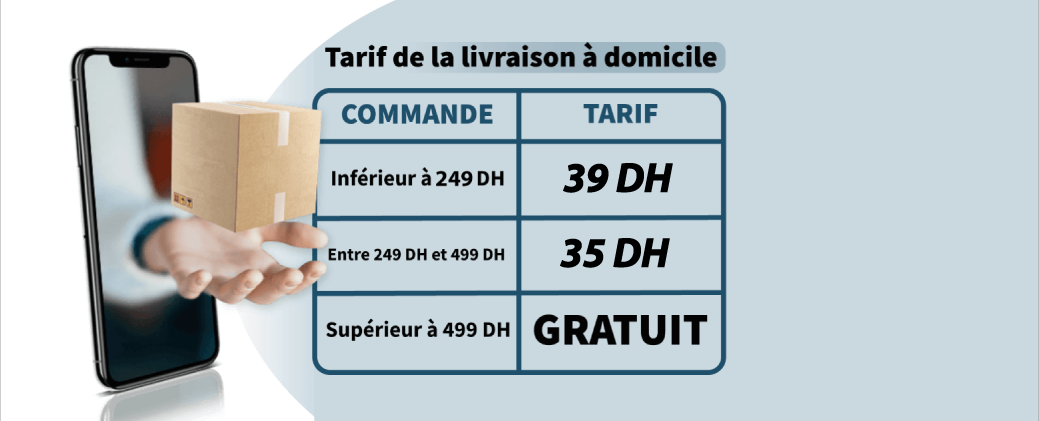 Tarif de la livraison à domicile
COMMANDE TARIF
Inférieur à 249 DH 39 DH
Entre 249 DH et 499 DH 35 DH
Supérieur à 499 DH GRATUIT